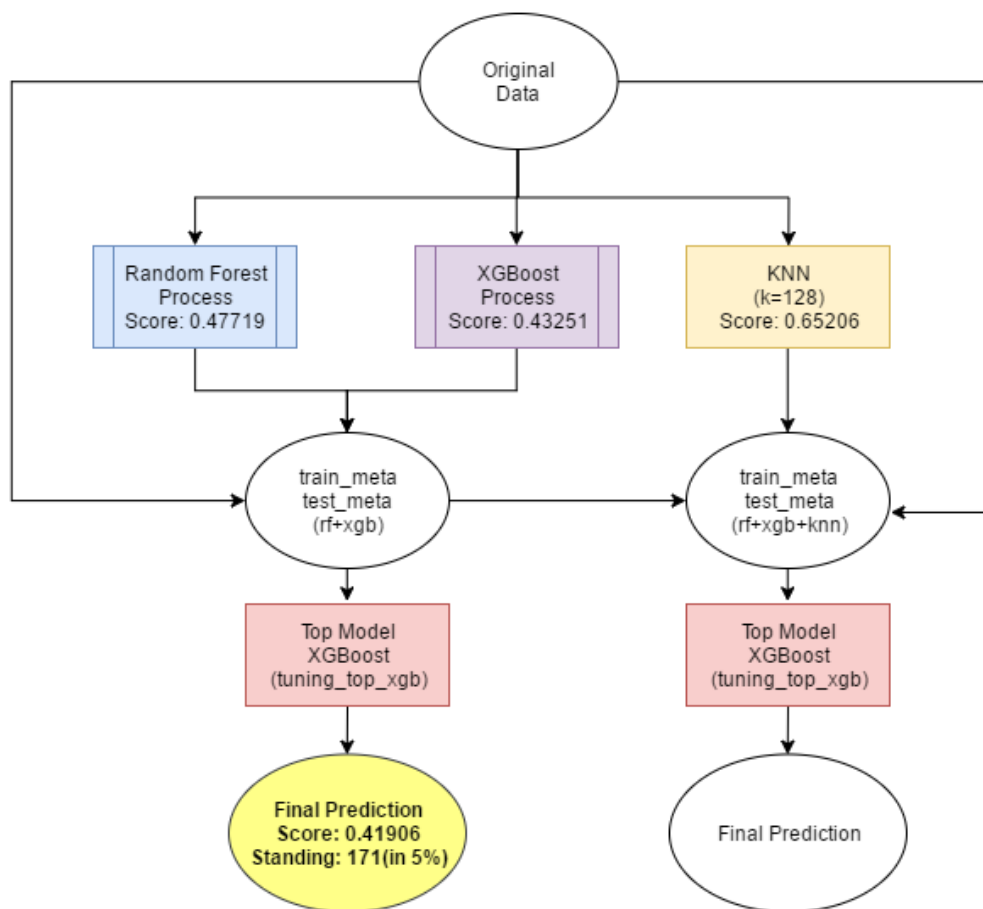 Original
Data
Random Forest
Process
Score: 0.47719
XGBoost
Process
Score: 0.43251
KNN
(k=128)
Score: 0.65206
train_meta
test_meta
(rf+xgb)
train_meta
test_meta
(rf+xgb+knn)
Top Model
XGBoost
(tuning_top_xgb)
Top Model
XGBoost
(tuning_top_xgb)
Final Prediction
Score: 0.41906
Standing: 171(in 5%)
Final Prediction